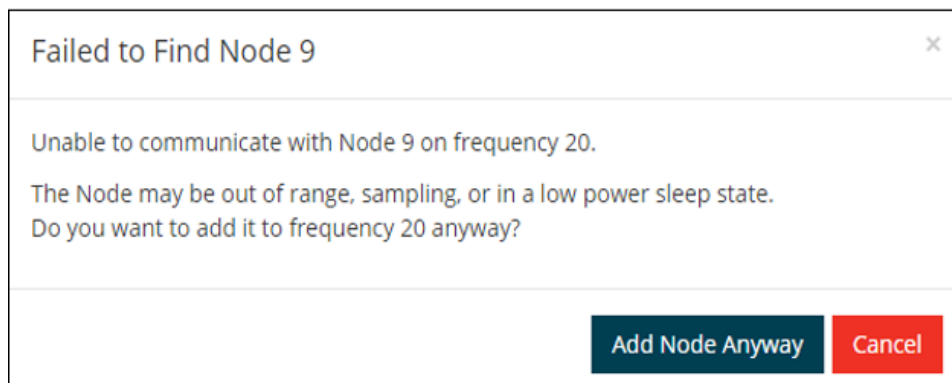 Failed to Find Node 9
Unable to communicate with Node 9 on frequency 20.
The Node may be out of range, sampling, or in a low power sleep state.
Do you want to add it to frequency 20 anyway?
Add Node Anyway
Cancel